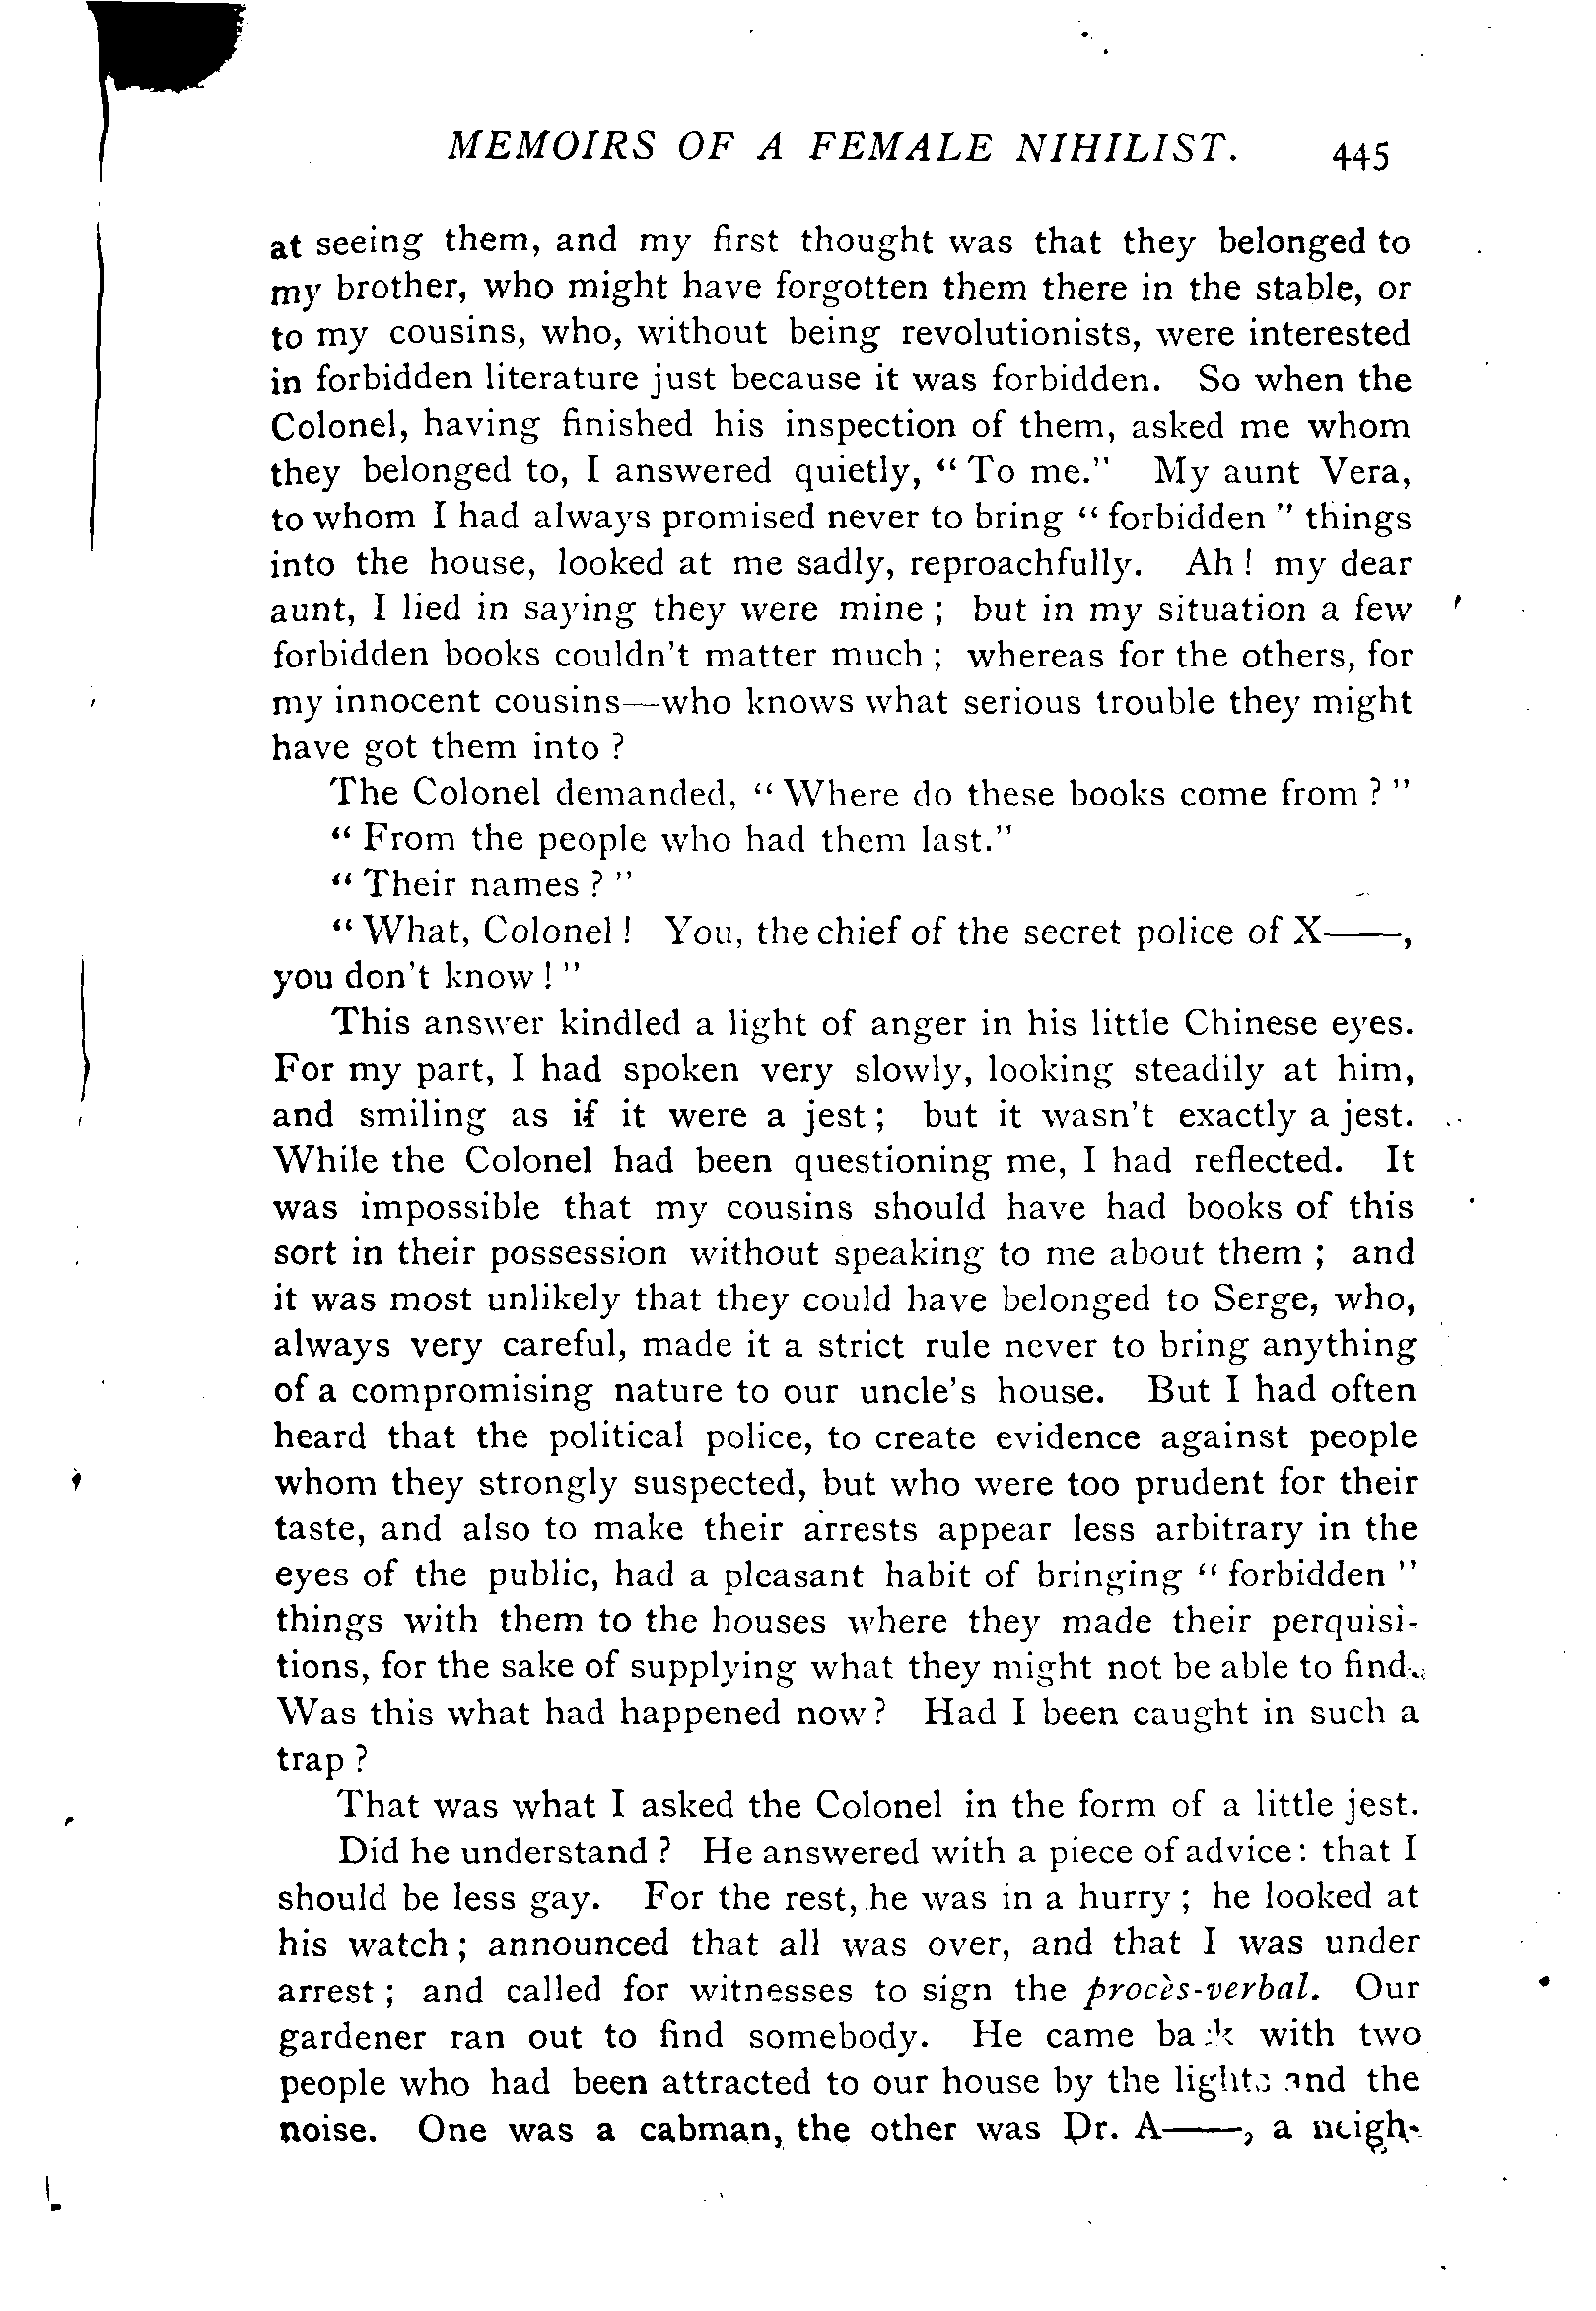 MEMOIRS OF A FEMALE NIHILIST. 445
at seeing them, and my first thought was that they belonged to
my brother, who might have forgotten them there in the stable, or
to my cousins, who, without being revolutionists, were interested
in forbidden literature just because it was forbidden. So when the
Colonel, having finished his inspection of them, asked me whom
they belonged to, I answered quietly, “ To me.” My aunt Vera,
to whom I had always promised never to bring “ forbidden ” things
into the house, looked at me sadly, reproachfully. Ah ! my dear
aunt, I lied in saying they were mine ; but in my situation a few
forbidden books couldn't matter much ; whereas for the others, for
my innocent cousins—who knows what serious trouble they might
have got them into ?
The Colonel demanded, “ Where do these books come from ? ”
“ From the people who had them last.”
“ Their names ? ”
“ What, Colonel ! You, the chief of the secret police of X——,
you don't know ! ”
This answer kindled a light of anger in his little Chinese eyes.
For my part, I had spoken very slowly, looking steadily at him,
and smiling as if it were a jest ; but it wasn't exactly a jest.
While the Colonel had been questioning me, I had reflected. It
was impossible that my cousins should have had books of this
sort in their possession without speaking to me about them ; and
it was most unlikely that they could have belonged to Serge, who,
always very careful, made it a strict rule never to bring anything
of a compromising nature to our uncle's house. But I had often
heard that the political police, to create evidence against people
whom they strongly suspected, but who were too prudent for their
taste, and also to make their arrests appear less arbitrary in the
eyes of the public, had a pleasant habit of bringing “ forbidden ”
things with them to the houses where they made their perquisi-
tions, for the sake of supplying what they might not be able to find.
Was this what had happened now ? Had I been caught in such a
trap ?
That was what I asked the Colonel in the form of a little jest.
Did he understand ? He answered with a piece of advice : that I
should be less gay. For the rest, he was in a hurry ; he looked at
his watch ; announced that all was over, and that I was under
arrest ; and called for witnesses to sign the procès-verbal. Our
gardener ran out to find somebody. He came back with two
people who had been attracted to our house by the lights and the
noise. One was a cabman, the other was Dr. A——, a neigh-